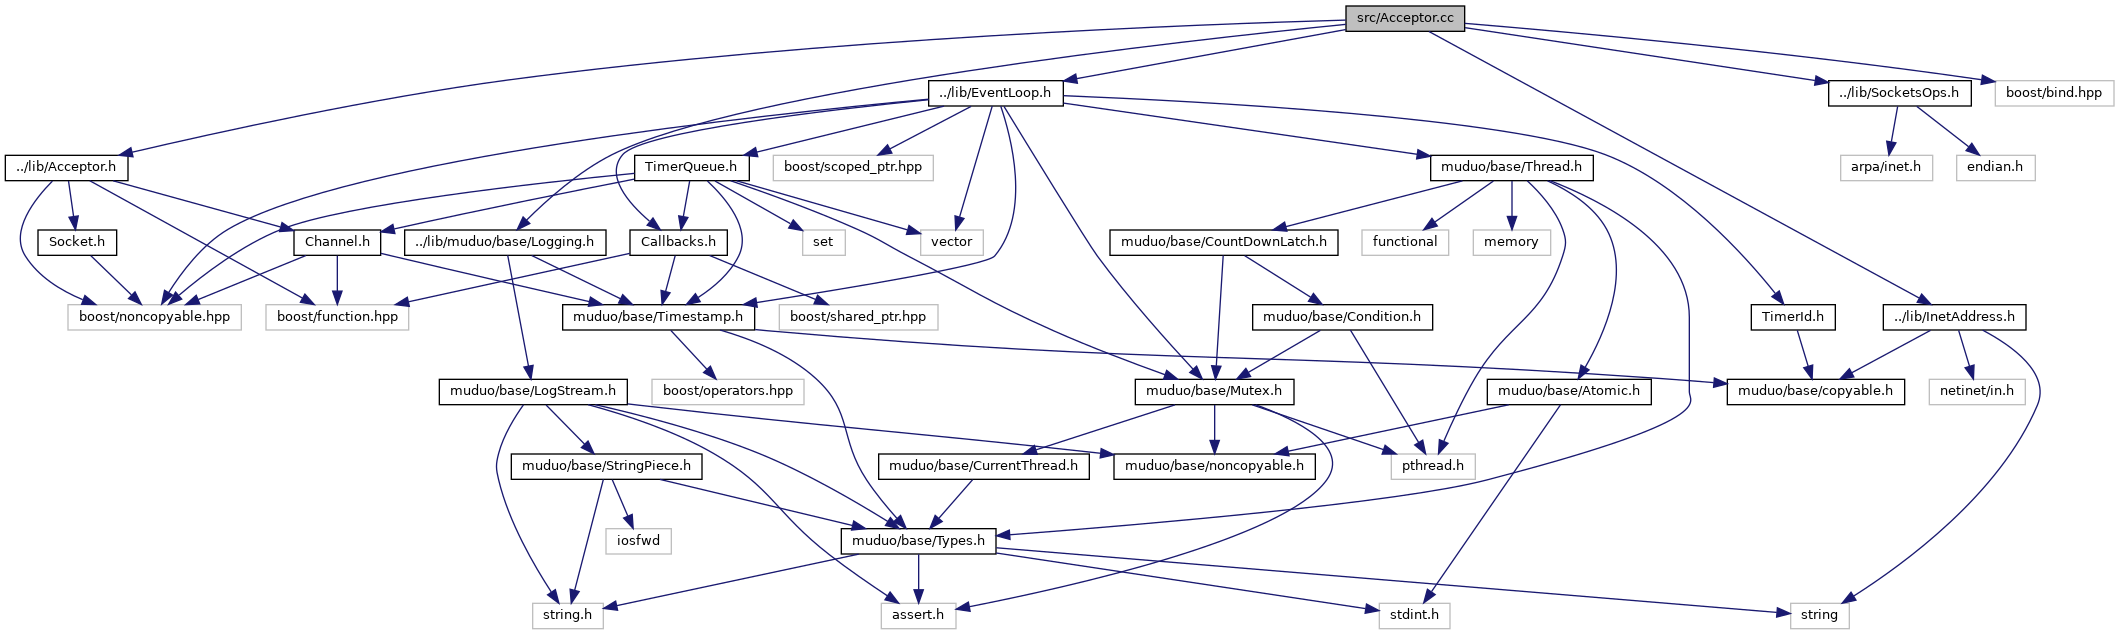 src/Acceptor.cc
../lib/EventLoop.h
../lib/SocketsOps.h
boost/bind.hpp
../lib/Acceptor.h
TimerQueue.h
boost/scoped_ptr.hpp
muduo/base/Thread.h
arpa/inet.h
endian.h
Socket.h
Channel.h
../lib/muduo/base/Logging.h
Callbacks.h
set
vector
muduo/base/CountDownLatch.h
functional
memory
boost/noncopyable.hpp
boost/function.hpp
muduo/base/Timestamp.h
boost/shared_ptr.hpp
muduo/base/Condition.h
TimerId.h
../lib/InetAddress.h
muduo/base/LogStream.h
boost/operators.hpp
muduo/base/Mutex.h
muduo/base/Atomic.h
muduo/base/copyable.h
netinet/in.h
muduo/base/StringPiece.h
muduo/base/CurrentThread.h
muduo/base/noncopyable.h
pthread.h
iosfwd
muduo/base/Types.h
string.h
assert.h
stdint.h
string